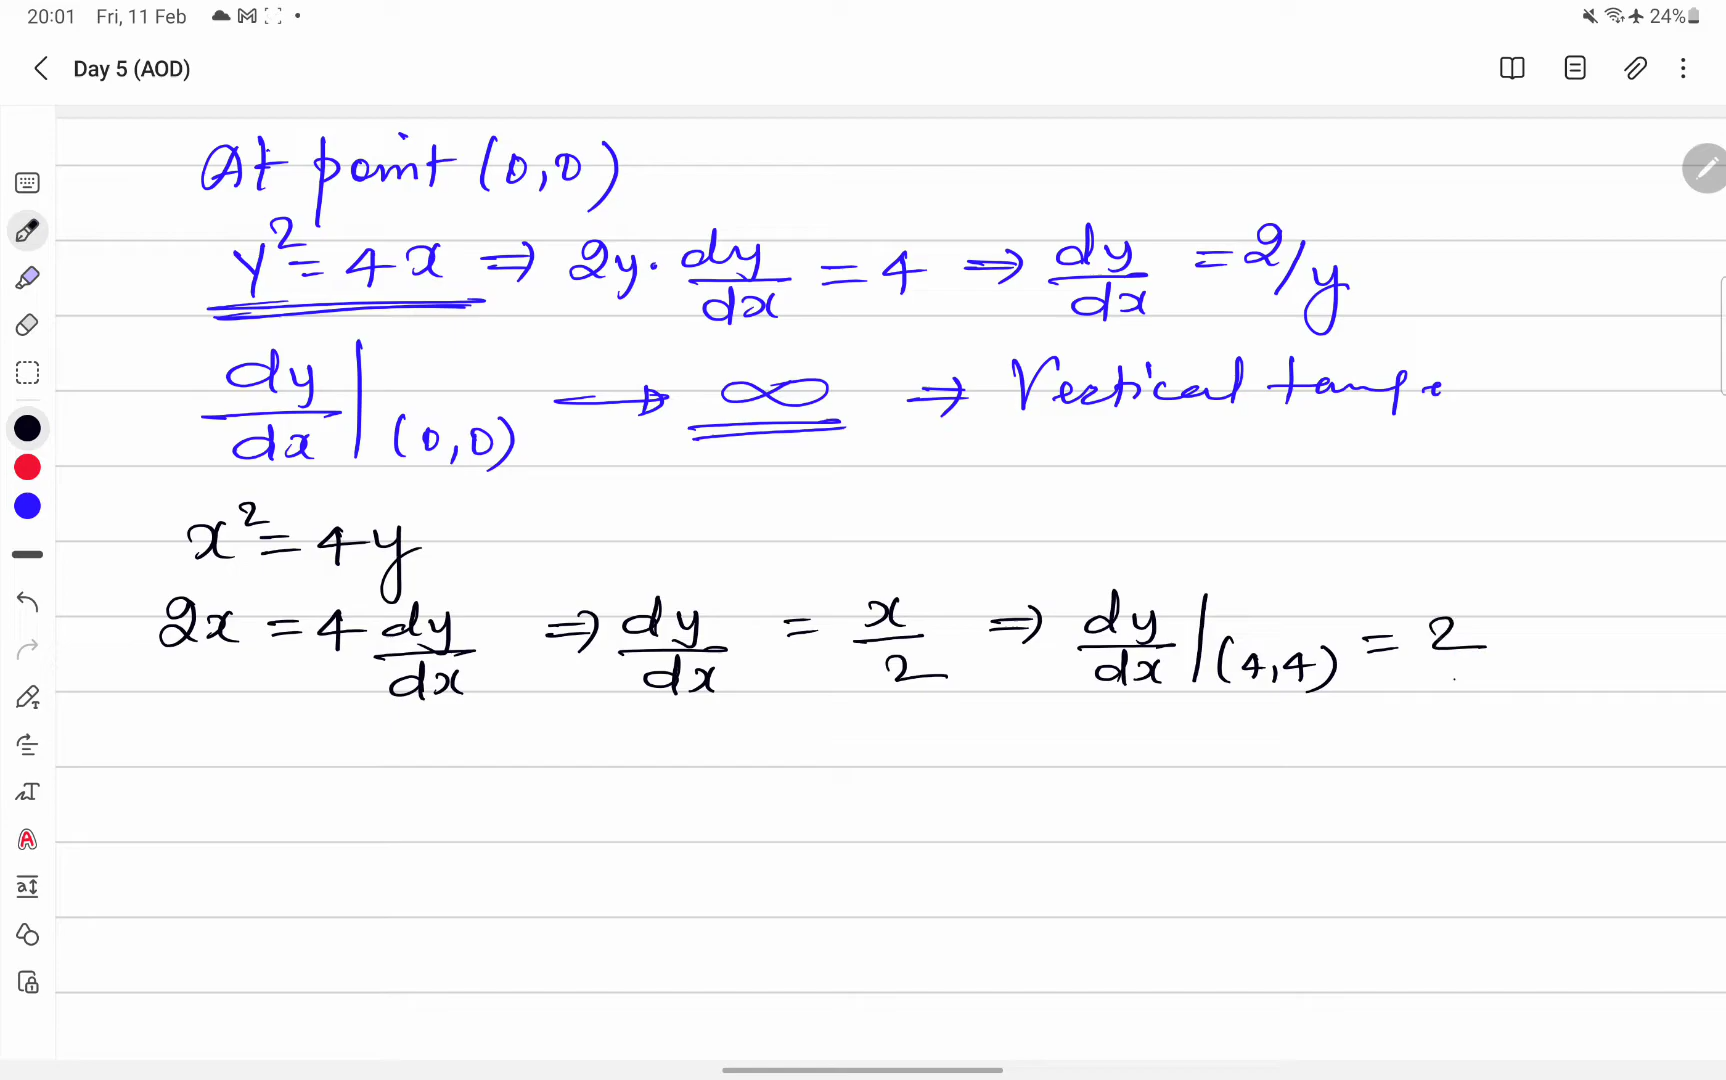 20:01 Fri, 11 Feb 24%
Day 5 (AOD)
At point (0,0)
y² = 4x ⇒ 2y · dy/dx = 4 ⇒ dy/dx = 2/y
dy/dx |(0,0) → ∞ ⇒ Vertical
x² = 4y
2x = 4 dy/dx ⇒ dy/dx = x/2 ⇒ dy/dx |(4,4) = 2